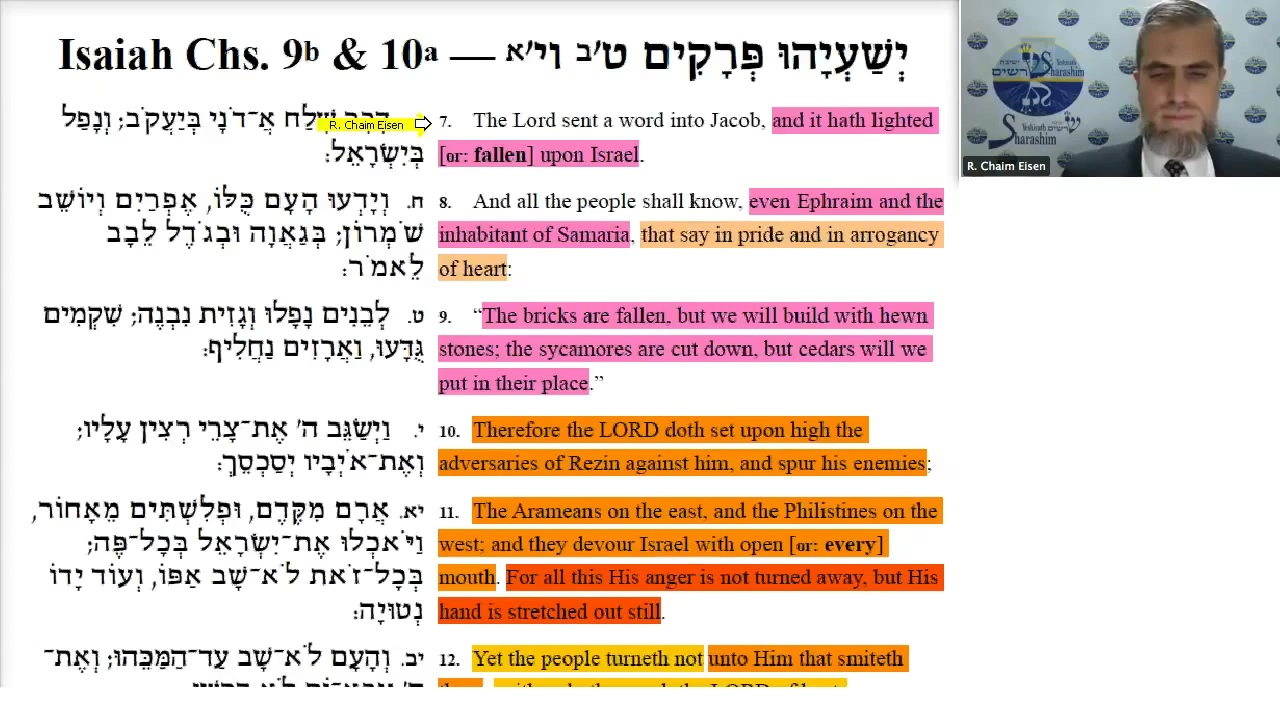 Isaiah Chs. 9b & 10a — יְשַׁעְיָהוּ פְּרָקִים ט׳ב וי׳א
שָׁלַח אֲ־דֹנָי בְּיַעֲקֹב; וְנָפַל
בְּיִשְׂרָאֵל:
R. Chaim Eisen
7. The Lord sent a word into Jacob, and it hath lighted
[or: fallen] upon Israel.
ח. וְיָדְעוּ הָעָם כֻּלּוֹ, אֶפְרַיִם וְיוֹשֵׁב
שֹׁמְרוֹן; בְּגַאֲוָה וּבְגֹדֶל לֵבָב
לֵאמֹר:
8. And all the people shall know, even Ephraim and the
inhabitant of Samaria, that say in pride and in arrogancy
of heart:
ט. לְבֵנִים נָפָלוּ וְגָזִית נִבְנֶה; שִׁקְמִים
גֻּדָּעוּ, וַאֲרָזִים נַחֲלִיף:
9. “The bricks are fallen, but we will build with hewn
stones; the sycamores are cut down, but cedars will we
put in their place.”
י. וַיְשַׂגֵּב ה׳ אֶת־צָרֵי רְצִין עָלָיו;
וְאֶת־אֹיְבָיו יְסַכְסֵךְ:
10. Therefore the LORD doth set upon high the
adversaries of Rezin against him, and spur his enemies;
יא. אֲרָם מִקֶּדֶם, וּפְלִשְׁתִּים מֵאָחוֹר,
וַיֹּאכְלוּ אֶת־יִשְׂרָאֵל בְּכָל־פֶּה;
בְּכָל־זֹאת לֹא־שָׁב אַפּוֹ, וְעוֹד יָדוֹ
נְטוּיָה:
11. The Arameans on the east, and the Philistines on the
west; and they devour Israel with open [or: every]
mouth. For all this His anger is not turned away, but His
hand is stretched out still.
יב. וְהָעָם לֹא־שָׁב עַד־הַמַּכֵּהוּ; וְאֶת־
12. Yet the people turneth not unto Him that smiteth
Yeshivath Sharashim
ישיבת שרשים
Yeshivath Sharashim
R. Chaim Eisen